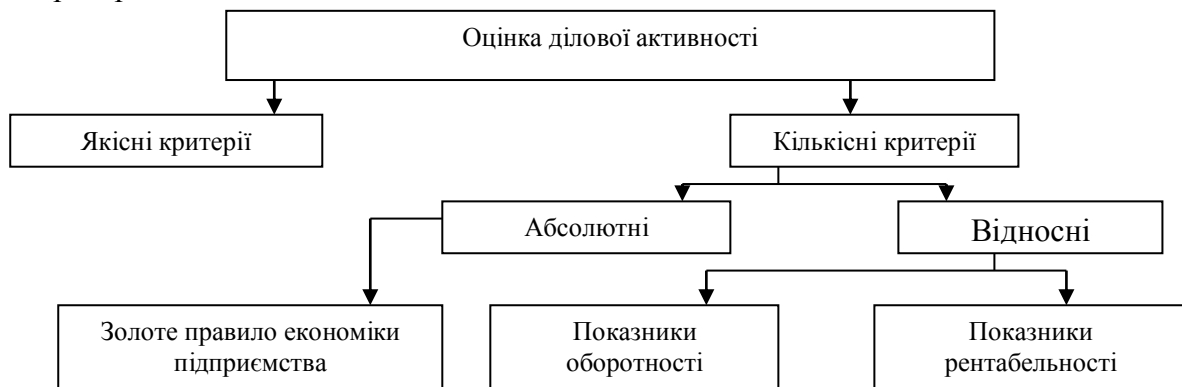 Оцінка ділової активності
Якісні критерії
Кількісні критерії
Абсолютні
Відносні
Золоте правило економіки
підприємства
Показники
оборотності
Показники
рентабельності